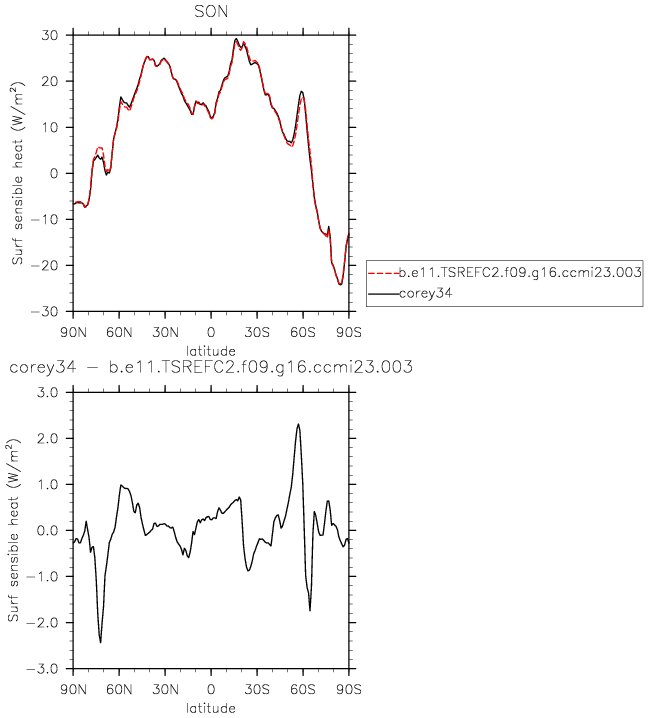 SON
30
20
10
0
−10
−20
−30
Surf sensible heat (W/m²)
90N 60N 30N 0 30S 60S 90S
latitude
b.e11.TSREFC2.f09.g16.ccmi23.003
corey34
corey34 − b.e11.TSREFC2.f09.g16.ccmi23.003
3.0
2.0
1.0
0.0
−1.0
−2.0
−3.0
Surf sensible heat (W/m²)
90N 60N 30N 0 30S 60S 90S
latitude